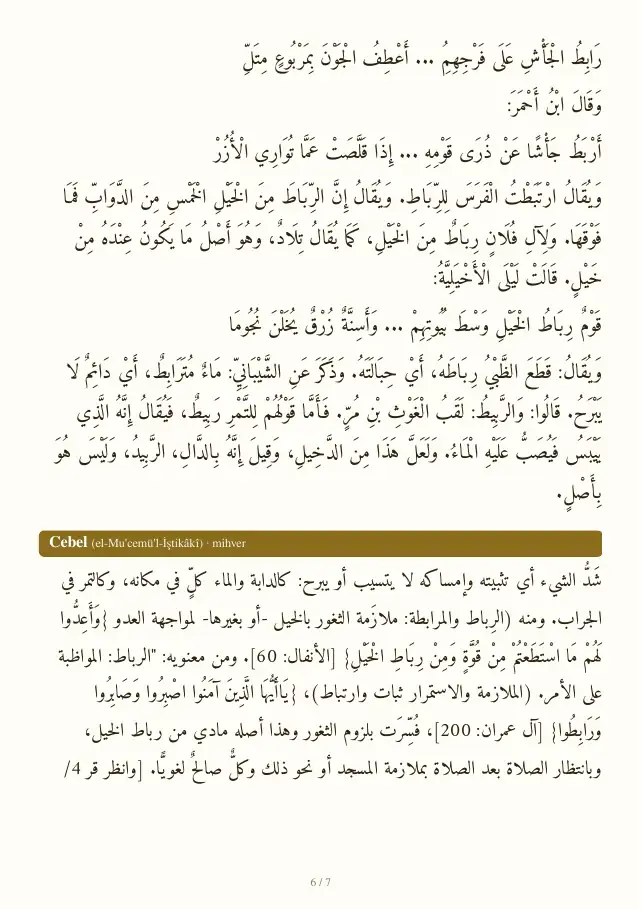 رَابِطُ الْجَأْشِ عَلَى فَرْجِهِمُ ... أَعْطِفُ الْجَوْنَ بِمَرْبُوعٍ مِتَلِّ
وَقَالَ ابْنُ أَحْمَرَ:
أَرْبَطُ جَأْشًا عَنْ ذُرَى قَوْمِهِ ... إِذَا قَلَّصَتْ عَمَّا تُوَارِي الْأُزُرْ
وَيُقَالُ ارْتَبَطْتُ الْفَرَسَ لِلرِّبَاطِ. وَيُقَالُ إِنَّ الرِّبَاطَ مِنَ الْخَيْلِ الْخَمْسِ مِنَ الدَّوَابِّ فَمَا
فَوْقَهَا. وَلِآلِ فُلَانٍ رِبَاطٌ مِنَ الْخَيْلِ، كَمَا يُقَالُ تِلَادٌ، وَهُوَ أَصْلُ مَا يَكُونُ عِنْدَهُ مِنْ
خَيْلٍ. قَالَتْ لَيْلَى الْأَخْيَلِيَّةُ:
قَوْمٌ رِبَاطُ الْخَيْلِ وَسْطَ بُيُوتِهِمْ ... وَأَسِنَّةٌ زُرْقٌ يُخَلْنَ نُجُومَا
وَيُقَالُ: قَطَعَ الظَّبْيُ رِبَاطَهُ، أَيْ حِبَالَتَهُ. وَذَكَرَ عَنِ الشَّيْبَانِيِّ: مَاءٌ مُتَرَابِطٌ، أَيْ دَائِمٌ لَا
يَبْرَحُ. قَالُوا: وَالرَّبِيطُ: لَقَبُ الْغَوْثِ بْنِ مُرٍّ. فَأَمَّا قَوْلُهُمْ لِلتَّمْرِ رَبِيطٌ، فَيُقَالُ إِنَّهُ الَّذِي
يَيْبَسُ فَيُصَبُّ عَلَيْهِ الْمَاءُ. وَلَعَلَّ هَذَا مِنَ الدَّخِيلِ، وَقِيلَ إِنَّهُ بِالدَّالِ، الرَّبِيدُ، وَلَيْسَ هُوَ
بِأَصْلٍ.
Cebel (el-Mu'cemü'l-İştikâkî) · mihver
شَدُّ الشيء أي تثبيته وإمساكه لا يتسيب أو يبرح: كالدابة والماء كلٍّ في مكانه، وكالتمر في
الجراب. ومنه (الرِباط والمرابطة: ملازَمة الثغور بالخيل -أو بغيرها- لمواجهة العدو {وَأَعِدُّوا
لَهُمْ مَا اسْتَطَعْتُمْ مِنْ قُوَّةٍ وَمِنْ رِبَاطِ الْخَيْلِ} [الأنفال: 60]. ومن معنويه: "الرباط: المواظبة
على الأمر. (الملازمة والاستمرار ثبات وارتباط)، {يَاأَيُّهَا الَّذِينَ آمَنُوا اصْبِرُوا وَصَابِرُوا
وَرَابِطُوا} [آل عمران: 200]، فُسِّرَت بلزوم الثغور وهذا أصله مادي من رباط الخيل،
وبانتظار الصلاة بعد الصلاة بملازمة المسجد أو نحو ذلك وكلٌّ صالحٌ لغويًّا. [وانظر قر 4/
6 / 7